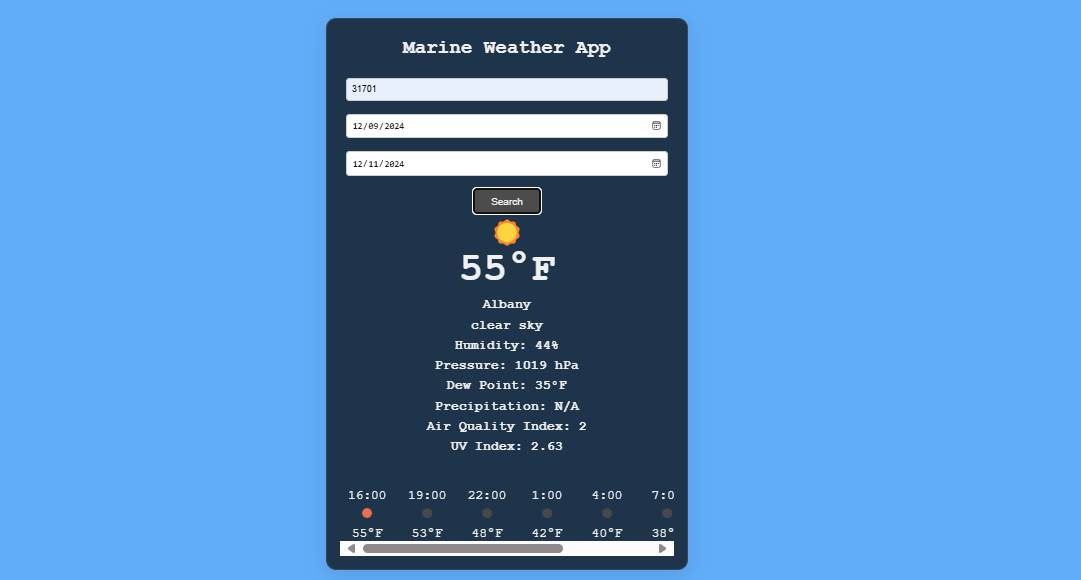 Marine Weather App
31701
12/09/2024
12/11/2024
Search
55°F
Albany
clear sky
Humidity: 44%
Pressure: 1019 hPa
Dew Point: 35°F
Precipitation: N/A
Air Quality Index: 2
UV Index: 2.63
16:00 19:00 22:00 1:00 4:00 7:0
55°F 53°F 48°F 42°F 40°F 38°